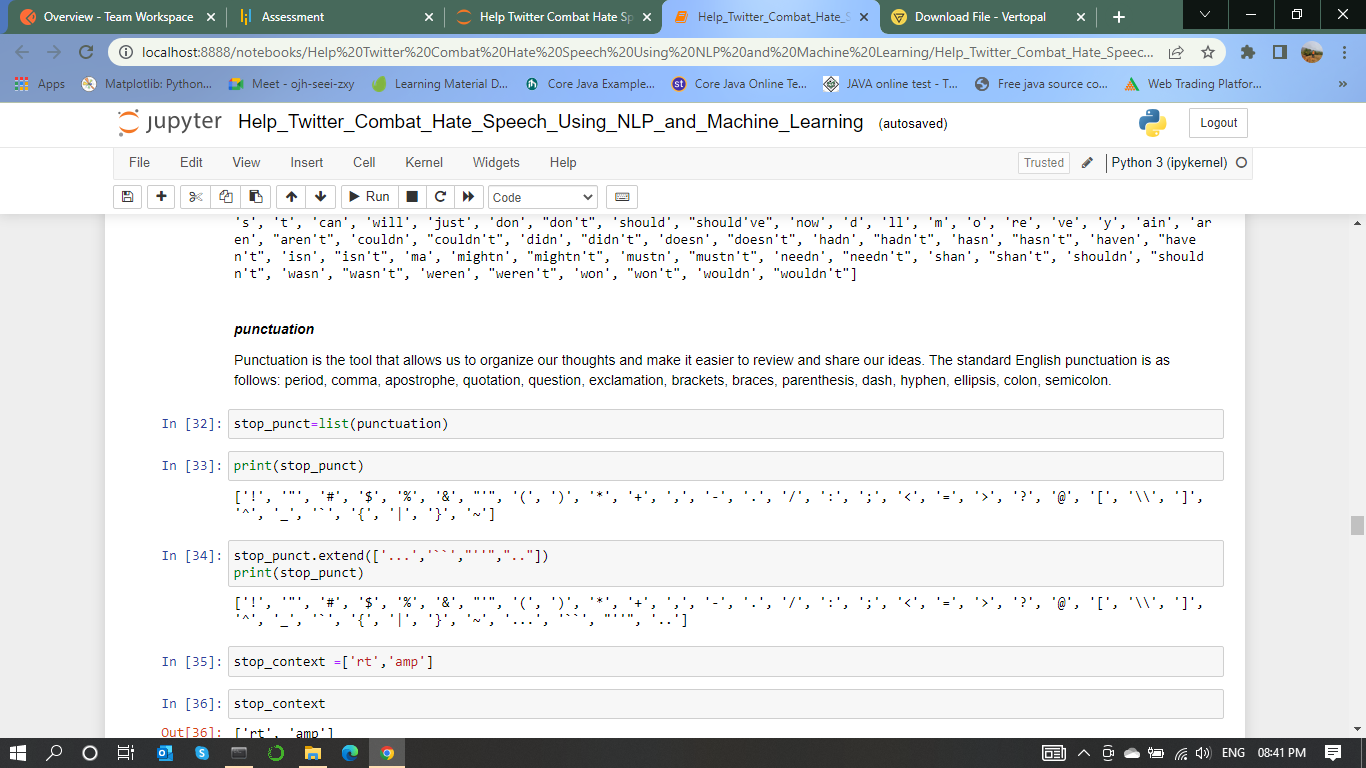 Overview - Team Workspace
Assessment
Help Twitter Combat Hate Sp
Help_Twitter_Combat_Hate_S
Download File - Vertopal
localhost:8888/notebooks/Help%20Twitter%20Combat%20Hate%20Speech%20Using%20NLP%20and%20Machine%20Learning/Help_Twitter_Combat_Hate_Speec...
Apps
Matplotlib: Python...
Meet - ojh-seei-zxy
Learning Material D...
Core Java Example...
Core Java Online Te...
JAVA online test - T...
Free java source co...
Web Trading Platfor...
»
jupyter Help_Twitter_Combat_Hate_Speech_Using_NLP_and_Machine_Learning (autosaved)
Logout
File Edit View Insert Cell Kernel Widgets Help
Trusted
Python 3 (ipykernel)
Run
Code
's', 't', 'can', 'will', 'just', 'don', "don't", 'should', "should've", 'now', 'd', 'll', 'm', 'o', 're', 've', 'y', 'ain', 'ar
en', "aren't", 'couldn', "couldn't", 'didn', "didn't", 'doesn', "doesn't", 'hadn', "hadn't", 'hasn', "hasn't", 'haven', "have
n't", 'isn', "isn't", 'ma', 'mightn', "mightn't", 'mustn', "mustn't", 'needn', "needn't", 'shan', "shan't", 'shouldn', "should
n't", 'wasn', "wasn't", 'weren', "weren't", 'won', "won't", 'wouldn', "wouldn't"]
punctuation
Punctuation is the tool that allows us to organize our thoughts and make it easier to review and share our ideas. The standard English punctuation is as
follows: period, comma, apostrophe, quotation, question, exclamation, brackets, braces, parenthesis, dash, hyphen, ellipsis, colon, semicolon.
In [32]: stop_punct=list(punctuation)
In [33]: print(stop_punct)
['!', '"', '#', '$', '%', '&', "'", '(', ')', '*', '+', ',', '-', '.', '/', ':', ';', '<', '=', '>', '?', '@', '[', '\\', ']',
'^', '_', '`', '{', '|', '}', '~']
In [34]: stop_punct.extend(['...','``',"''",".."])
print(stop_punct)
['!', '"', '#', '$', '%', '&', "'", '(', ')', '*', '+', ',', '-', '.', '/', ':', ';', '<', '=', '>', '?', '@', '[', '\\', ']',
'^', '_', '`', '{', '|', '}', '~', '...', '``', "''", '..']
In [35]: stop_context =['rt','amp']
In [36]: stop_context
Out[36]: ['rt', 'amp']
ENG
08:41 PM